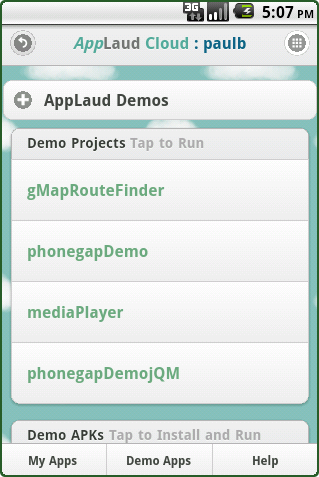 3G 5:07 PM
AppLaud Cloud : paulb
AppLaud Demos
Demo Projects Tap to Run
gMapRouteFinder
phonegapDemo
mediaPlayer
phonegapDemojQM
Demo APKs Tap to Install and Run
My Apps Demo Apps Help